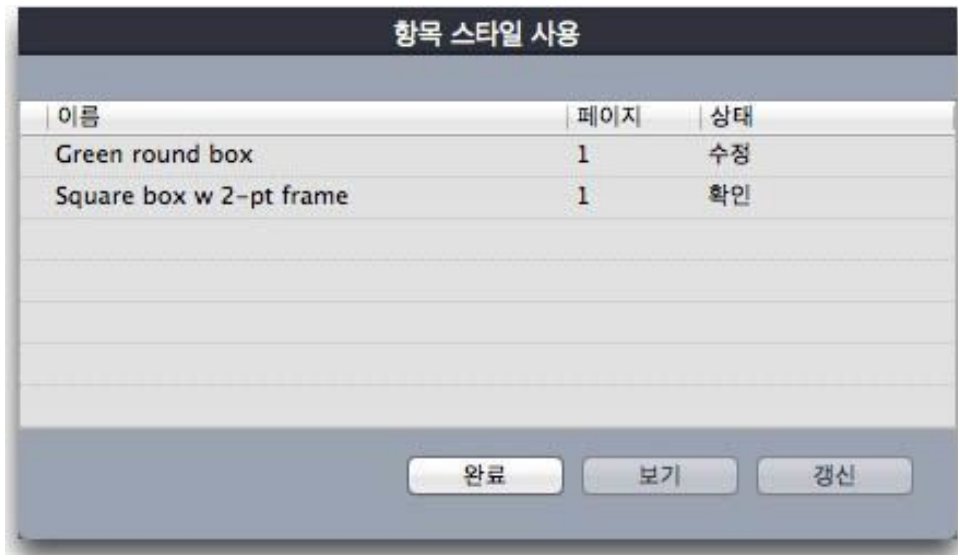 항목 스타일 사용
이름 페이지 상태
Green round box 1 수정
Square box w 2-pt frame 1 확인
완료 보기 갱신